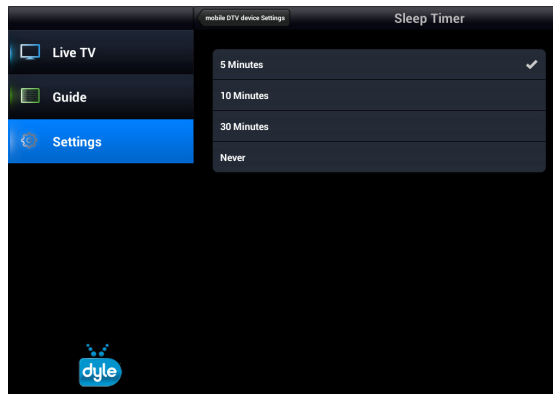 mobile DTV device Settings
Sleep Timer
Live TV
Guide
Settings
5 Minutes
10 Minutes
30 Minutes
Never
dyle